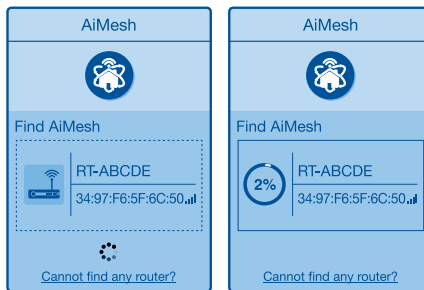 AiMesh
Find AiMesh
RT-ABCDE
34:97:F6:5F:6C:50
Cannot find any router?
AiMesh
Find AiMesh
2%
RT-ABCDE
34:97:F6:5F:6C:50
Cannot find any router?